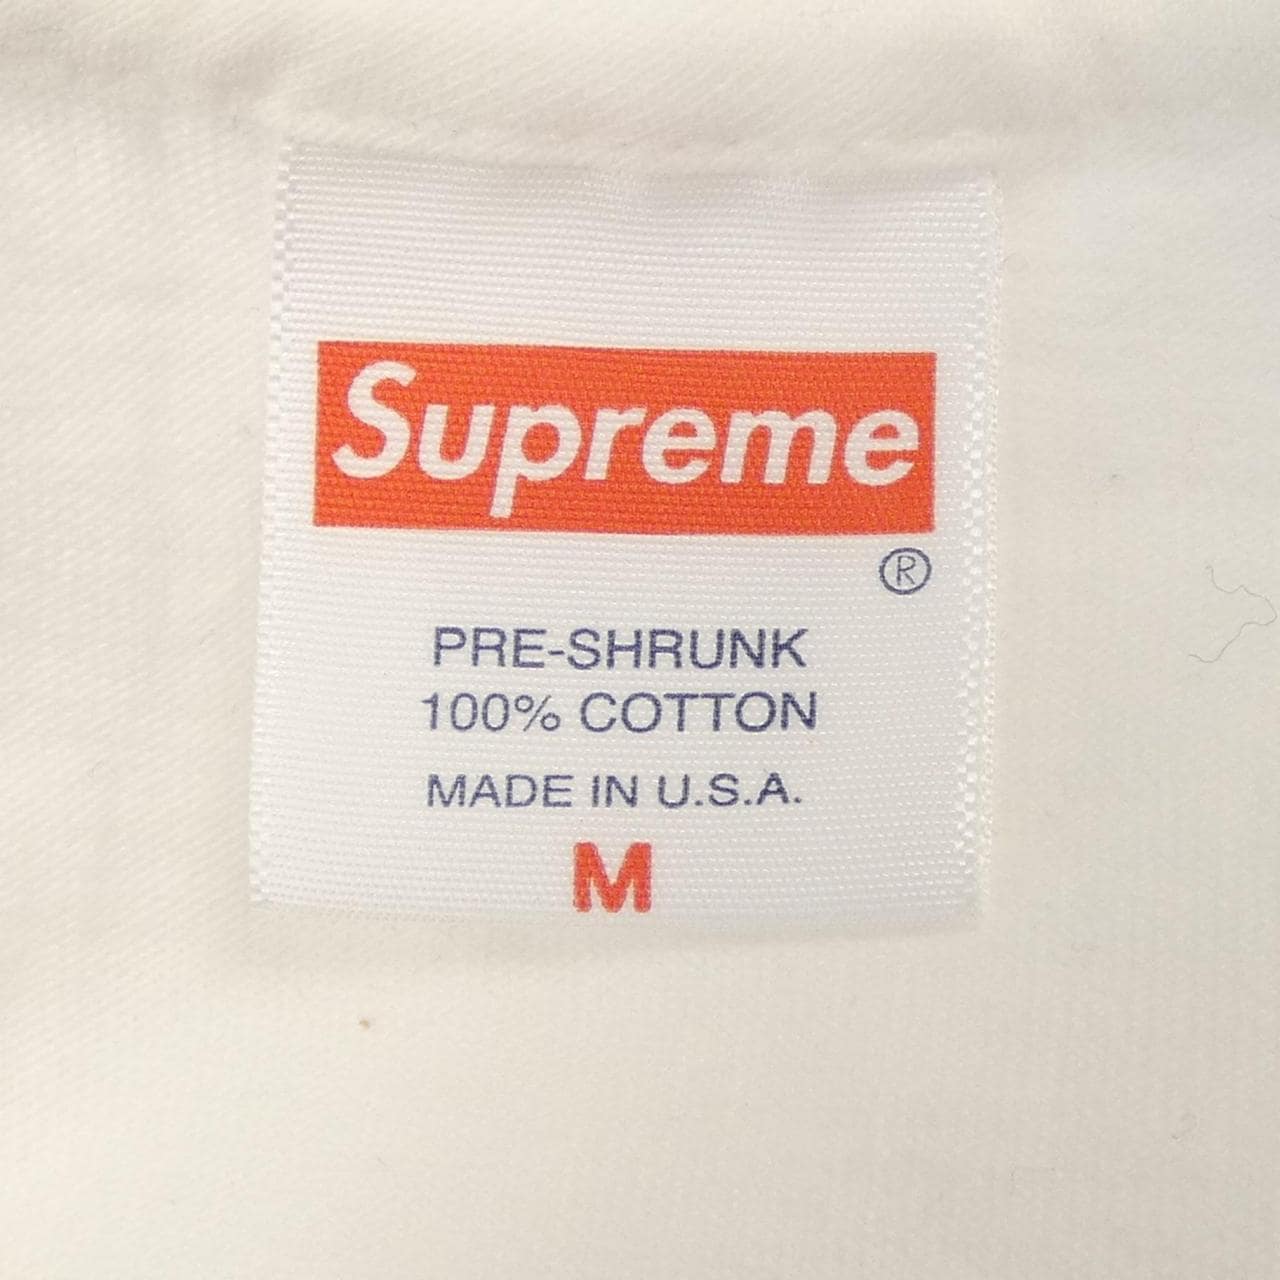 Supreme
®
PRE-SHRUNK
100% COTTON
MADE IN U.S.A.
M